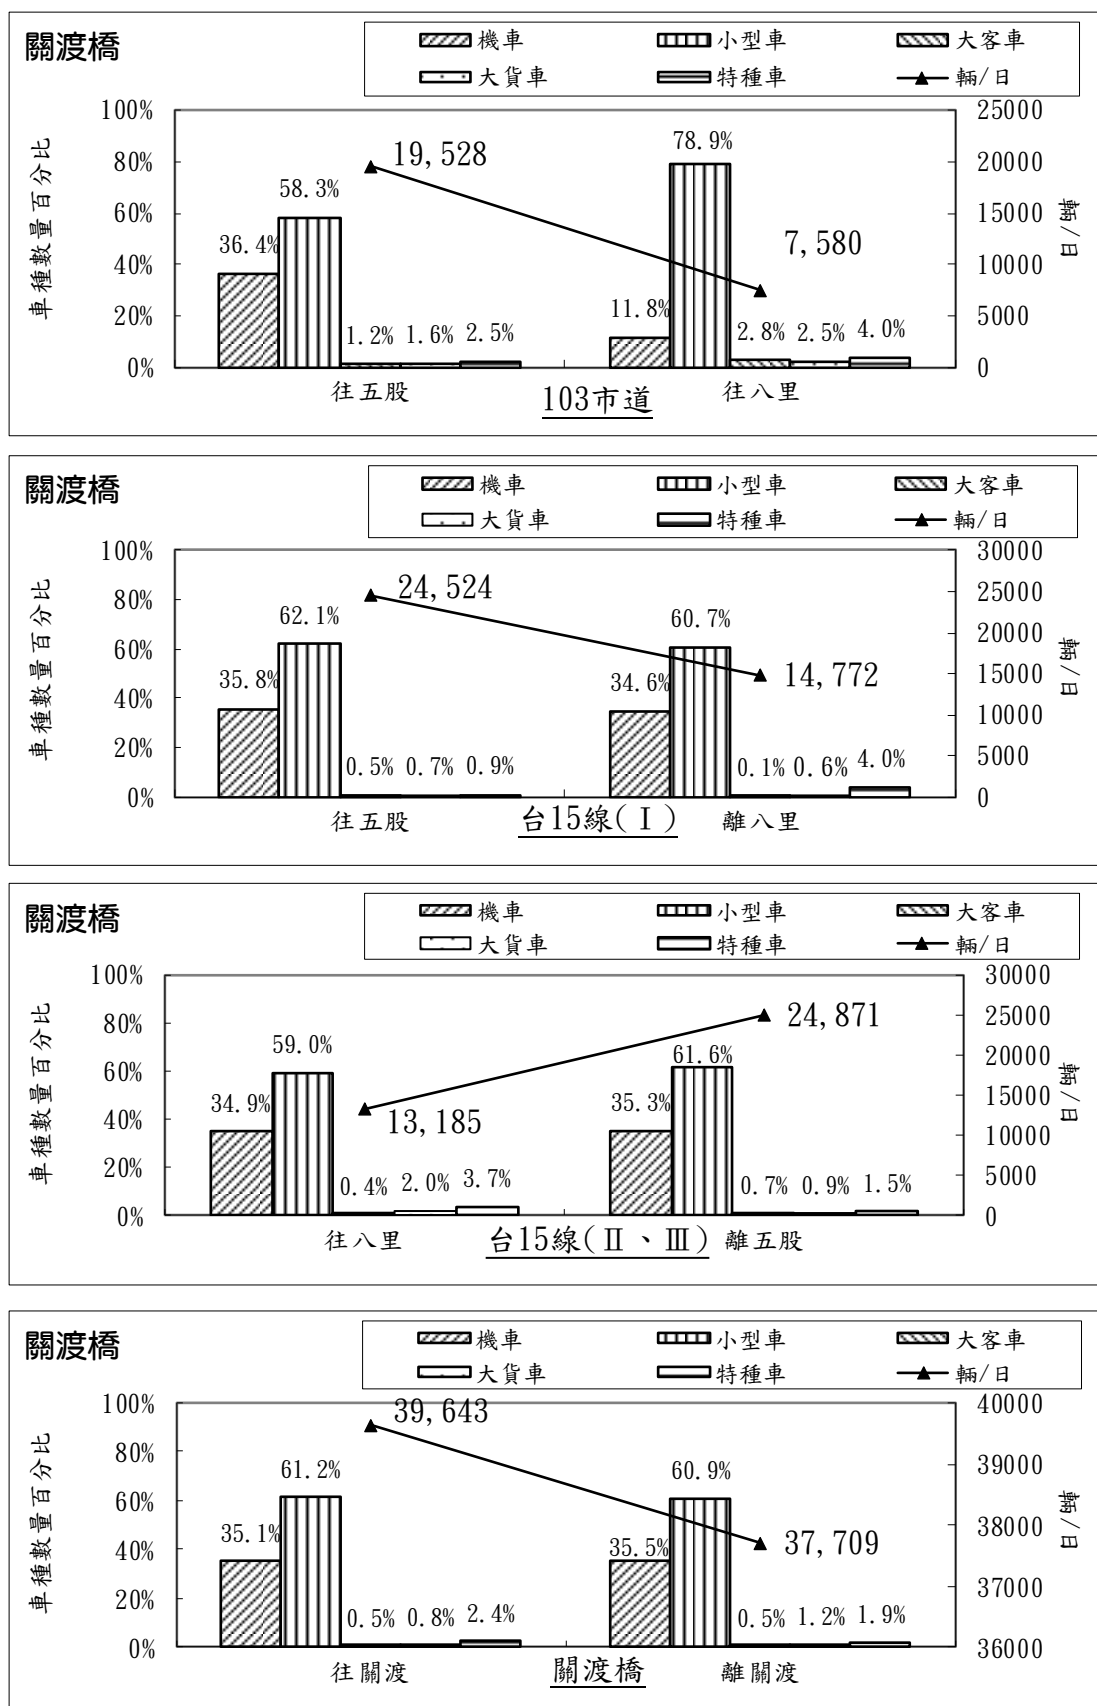 關渡橋
機車 小型車 大客車
大貨車 特種車 輛/日
車種數量百分比
100%
80%
60%
40%
20%
0%
36.4% 58.3% 1.2% 1.6% 2.5%
11.8% 78.9% 2.8% 2.5% 4.0%
19,528
7,580
25000
20000
15000
10000
5000
0
輛/日
往五股 103市道 往八里
關渡橋
機車 小型車 大客車
大貨車 特種車 輛/日
車種數量百分比
100%
80%
60%
40%
20%
0%
35.8% 62.1% 0.5% 0.7% 0.9%
34.6% 60.7% 0.1% 0.6% 4.0%
24,524
14,772
30000
25000
20000
15000
10000
5000
0
輛/日
往五股 台15線(Ⅰ) 離八里
關渡橋
機車 小型車 大客車
大貨車 特種車 輛/日
車種數量百分比
100%
80%
60%
40%
20%
0%
34.9% 59.0% 0.4% 2.0% 3.7%
35.3% 61.6% 0.7% 0.9% 1.5%
13,185
24,871
30000
25000
20000
15000
10000
5000
0
輛/日
往八里 台15線(Ⅱ、Ⅲ) 離五股
關渡橋
機車 小型車 大客車
大貨車 特種車 輛/日
車種數量百分比
100%
80%
60%
40%
20%
0%
35.1% 61.2% 0.5% 0.8% 2.4%
35.5% 60.9% 0.5% 1.2% 1.9%
39,643
37,709
40000
39000
38000
37000
36000
輛/日
往關渡 關渡橋 離關渡